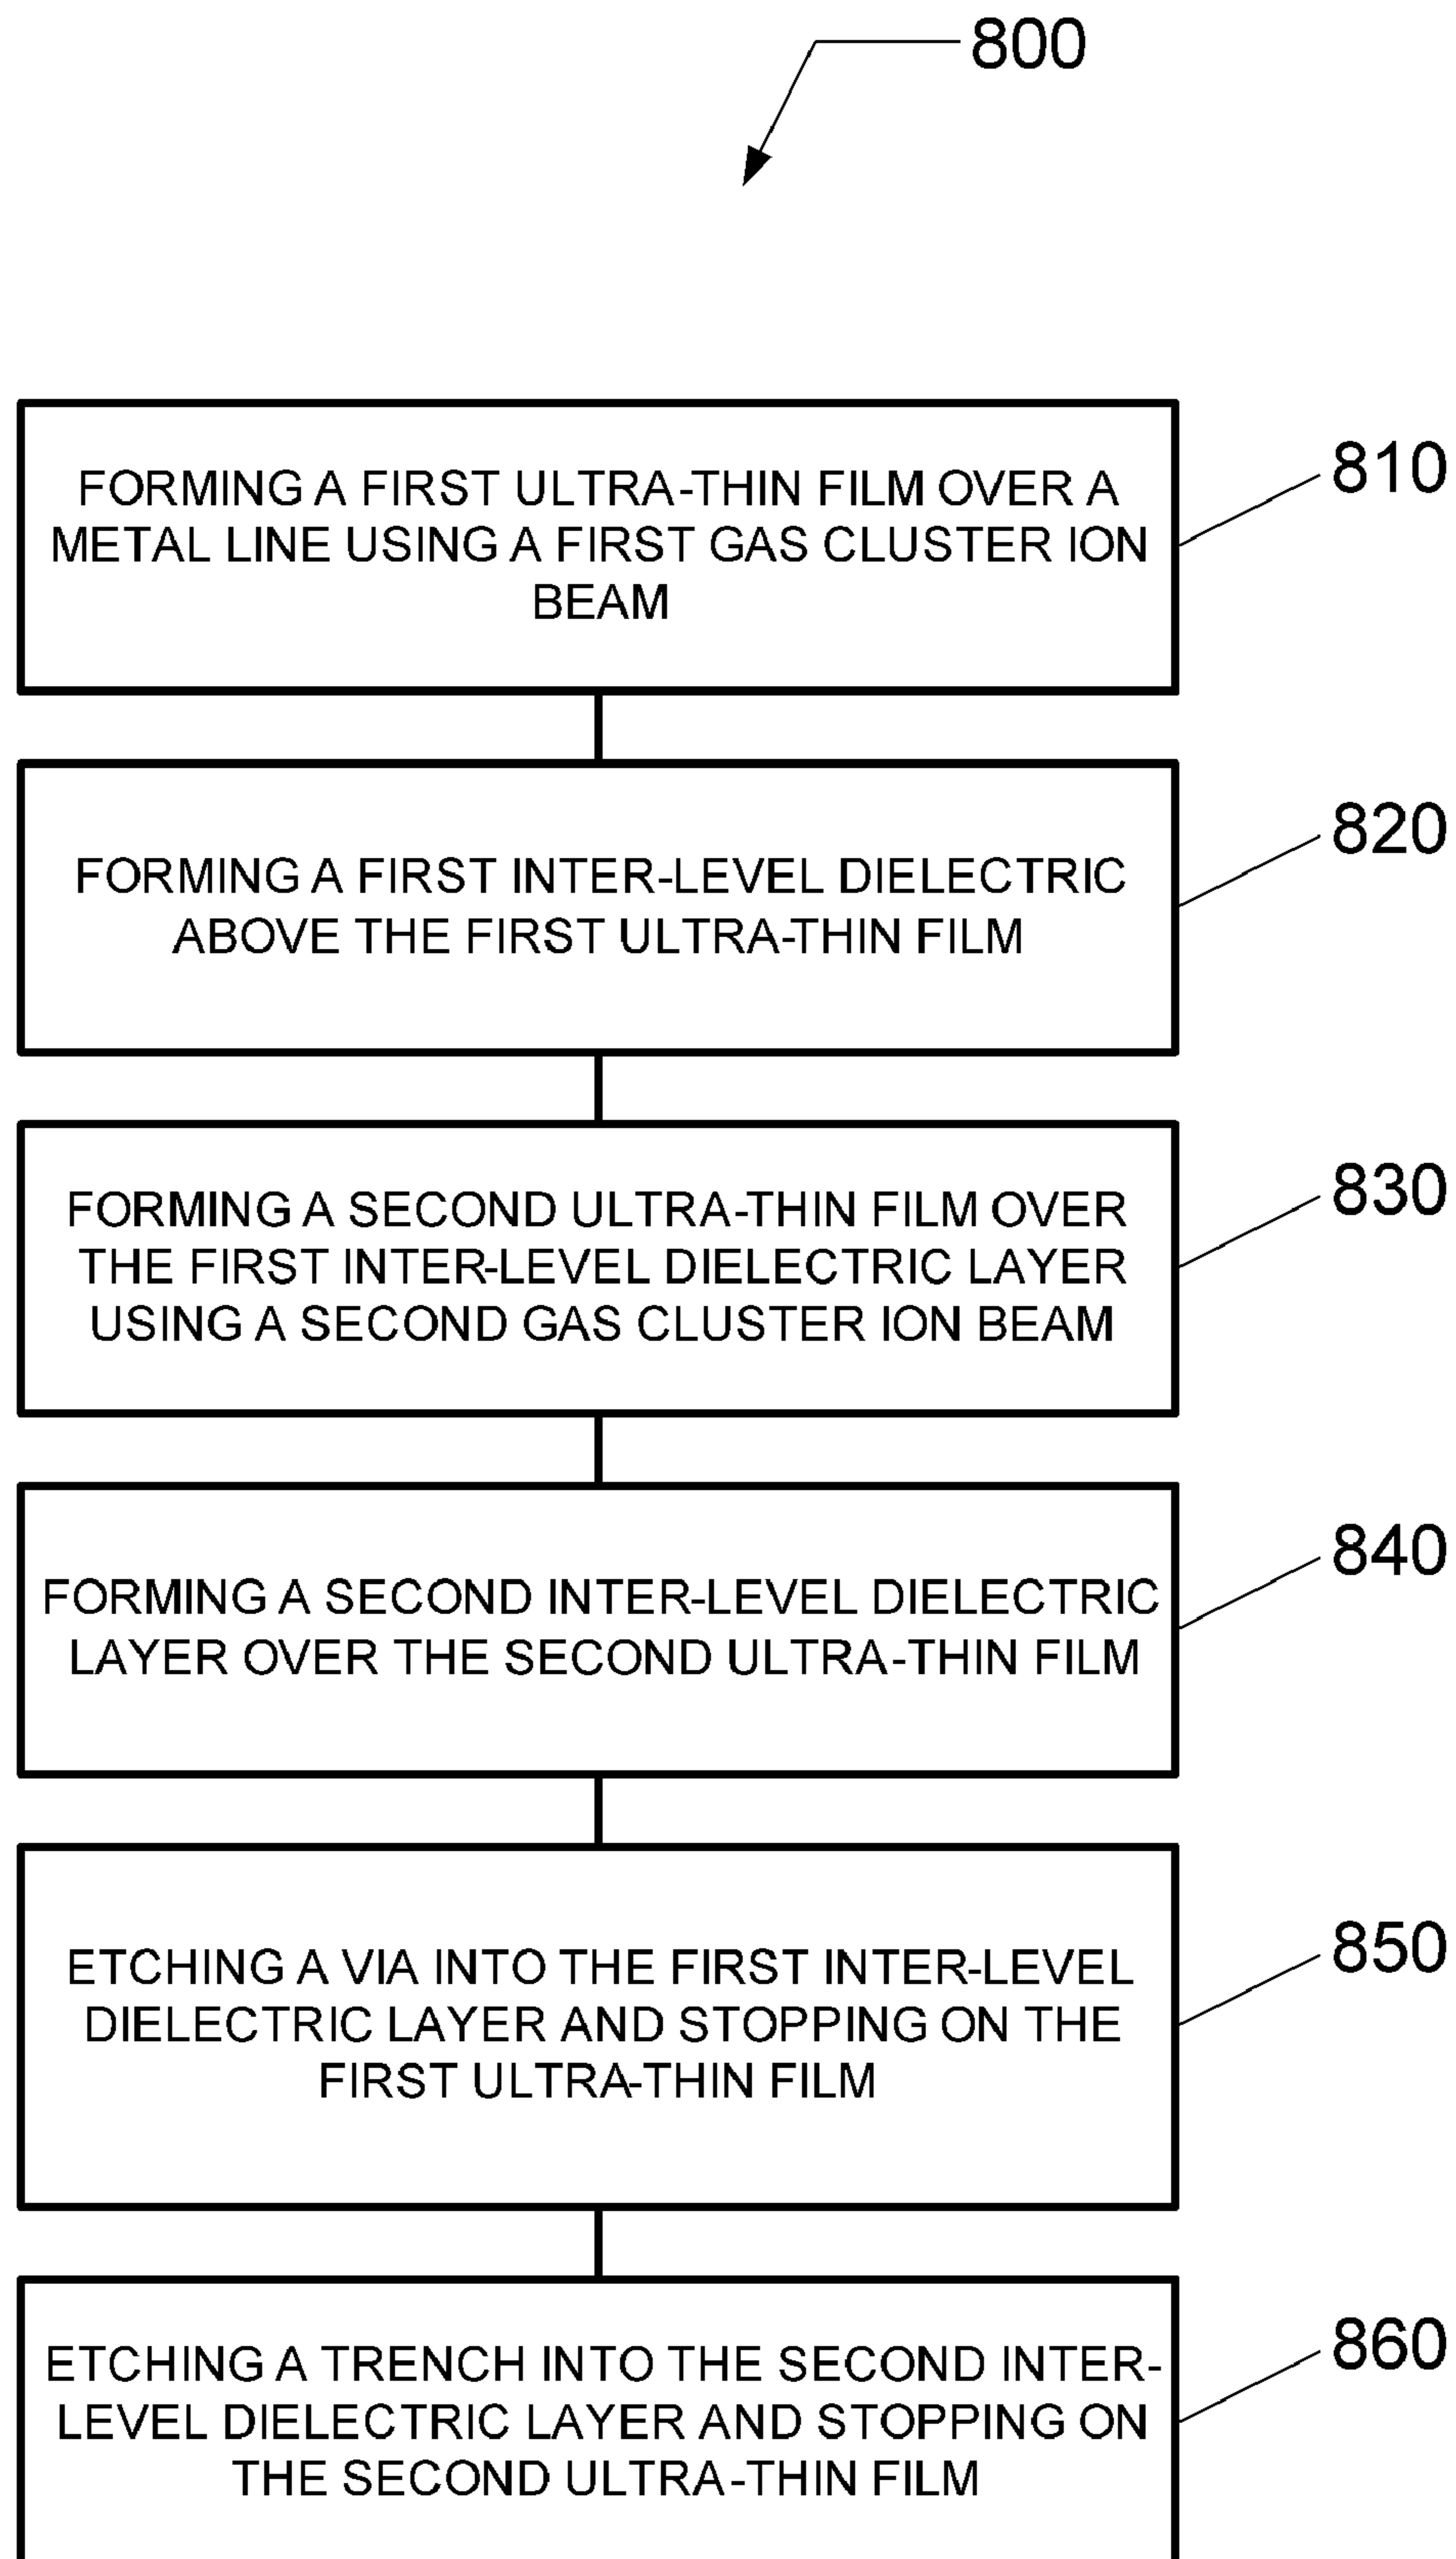 800
FORMING A FIRST ULTRA-THIN FILM OVER A
METAL LINE USING A FIRST GAS CLUSTER ION
BEAM
810
FORMING A FIRST INTER-LEVEL DIELECTRIC
ABOVE THE FIRST ULTRA-THIN FILM
820
FORMING A SECOND ULTRA-THIN FILM OVER
THE FIRST INTER-LEVEL DIELECTRIC LAYER
USING A SECOND GAS CLUSTER ION BEAM
830
FORMING A SECOND INTER-LEVEL DIELECTRIC
LAYER OVER THE SECOND ULTRA-THIN FILM
840
ETCHING A VIA INTO THE FIRST INTER-LEVEL
DIELECTRIC LAYER AND STOPPING ON THE
FIRST ULTRA-THIN FILM
850
ETCHING A TRENCH INTO THE SECOND INTER-
LEVEL DIELECTRIC LAYER AND STOPPING ON
THE SECOND ULTRA-THIN FILM
860